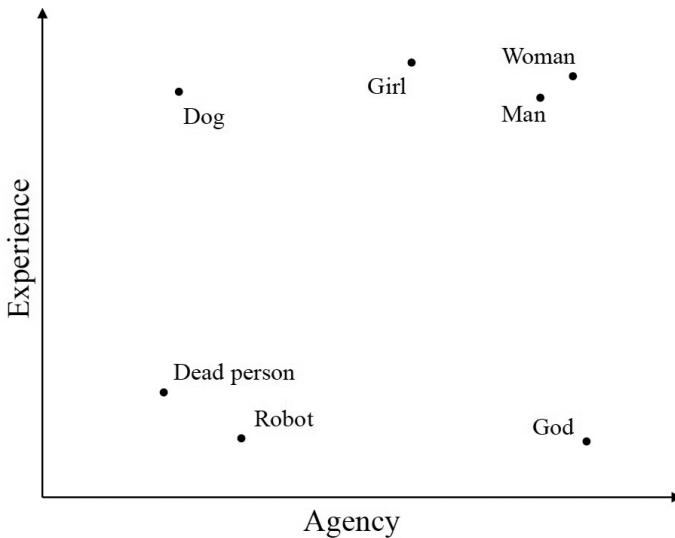 Woman
Girl
Man
Dog
Experience
Dead person
Robot
God
Agency